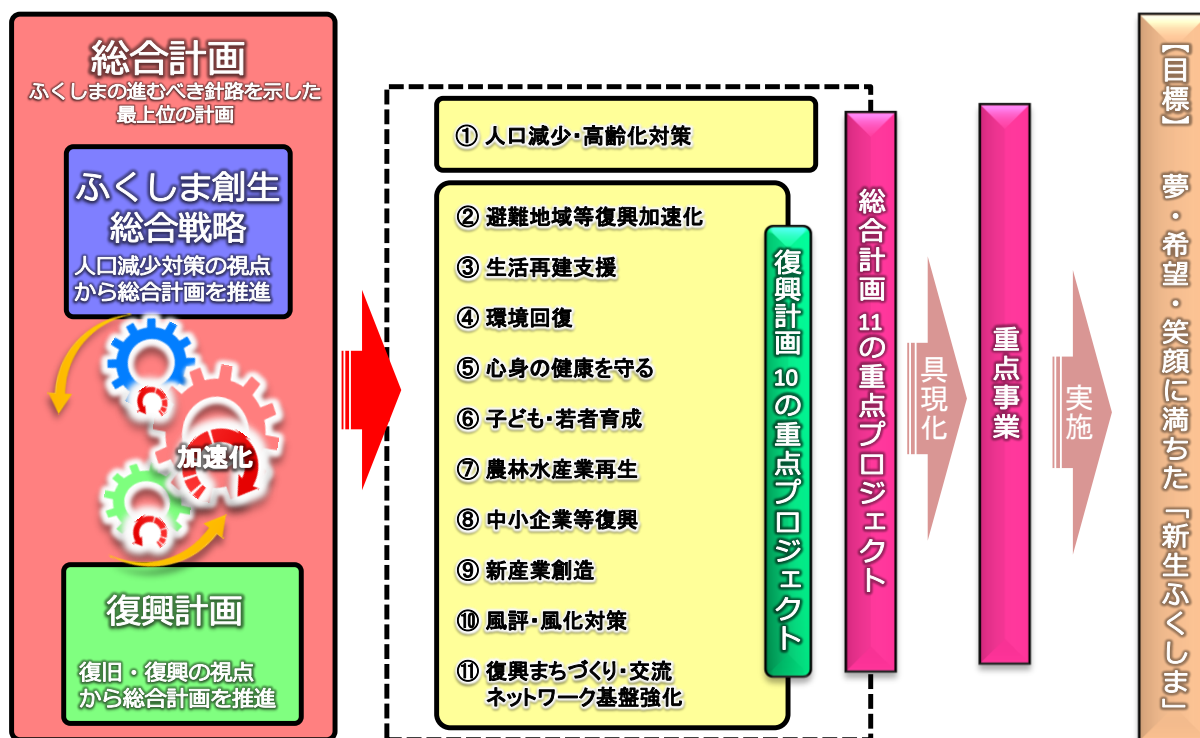 総合計画
ふくしまの進むべき針路を示した
最上位の計画
ふくしま創生
総合戦略
人口減少対策の視点
から総合計画を推進
加速化
復興計画
復旧・復興の視点
から総合計画を推進
① 人口減少・高齢化対策
② 避難地域等復興加速化
③ 生活再建支援
④ 環境回復
⑤ 心身の健康を守る
⑥ 子ども・若者育成
⑦ 農林水産業再生
⑧ 中小企業等復興
⑨ 新産業創造
⑩ 風評・風化対策
⑪ 復興まちづくり・交流
ネットワーク基盤強化
復興計画 10の重点プロジェクト
総合計画 11の重点プロジェクト
具現化
重点事業
実施
【目標】 夢・希望・笑顔に満ちた「新生ふくしま」